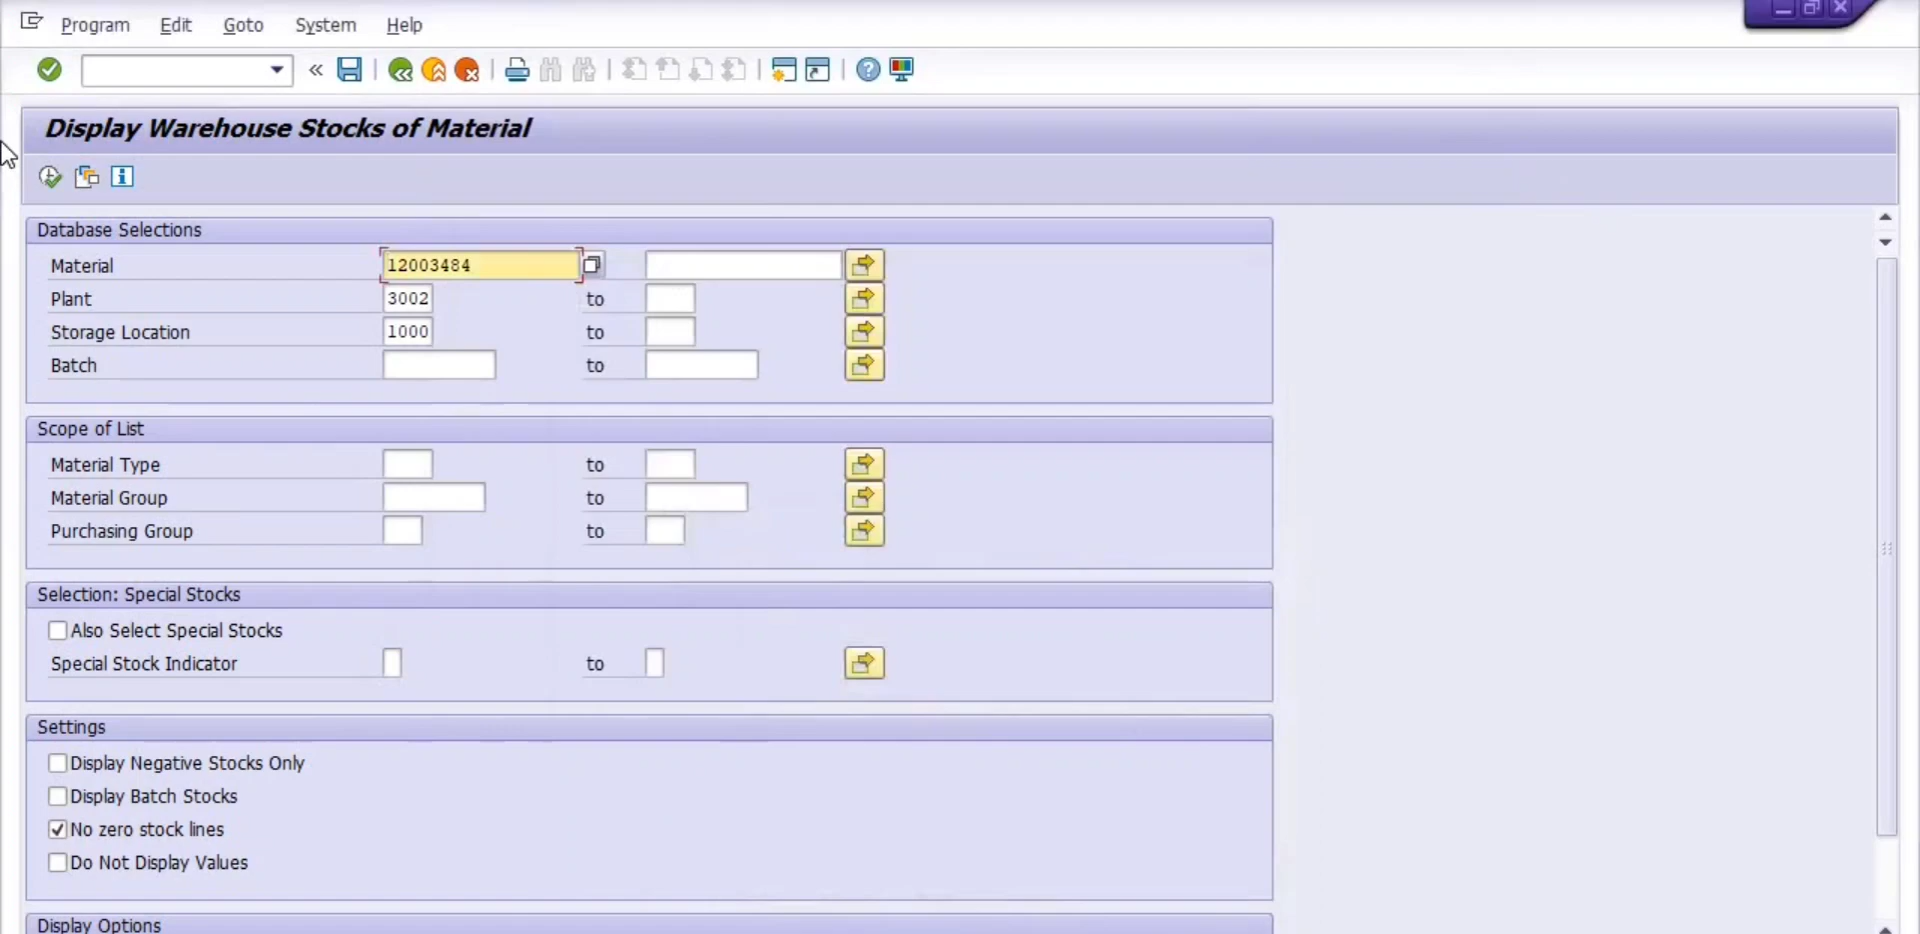 Program Edit Goto System Help
Display Warehouse Stocks of Material
Database Selections
Material 12003484
Plant 3002 to
Storage Location 1000 to
Batch to
Scope of List
Material Type to
Material Group to
Purchasing Group to
Selection: Special Stocks
Also Select Special Stocks
Special Stock Indicator to
Settings
Display Negative Stocks Only
Display Batch Stocks
No zero stock lines
Do Not Display Values
Display Options